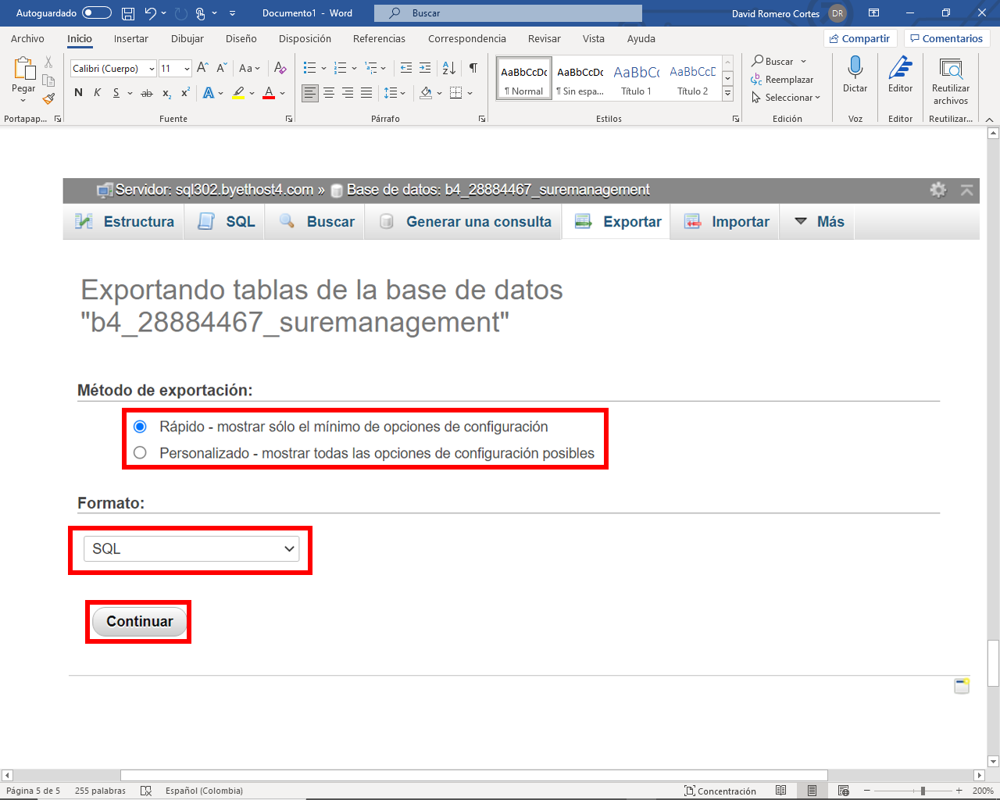 Autoguardado
Documento1 - Word
Buscar
David Romero Cortes
DR
Archivo
Inicio
Insertar
Dibujar
Diseño
Disposición
Referencias
Correspondencia
Revisar
Vista
Ayuda
Compartir
Comentarios
Pegar
Calibri (Cuerpo)
11
Aa
N K S ab x₂ x²
A
A
AaBbCcDc
AaBbCcDc
AaBbCc
AaBbCcD
¶ Normal
¶ Sin espa...
Título 1
Título 2
Buscar
Reemplazar
Seleccionar
Dictar
Editor
Reutilizar
archivos
Portapap...
Fuente
Párrafo
Estilos
Edición
Voz
Editor
Reutilizar...
Servidor: sql302.byethost4.com » Base de datos: b4_28884467_suremanagement
Estructura
SQL
Buscar
Generar una consulta
Exportar
Importar
Más
Exportando tablas de la base de datos
"b4_28884467_suremanagement"
Método de exportación:
Rápido - mostrar sólo el mínimo de opciones de configuración
Personalizado - mostrar todas las opciones de configuración posibles
Formato:
SQL
Continuar
Página 5 de 5
255 palabras
Español (Colombia)
Concentración
200%